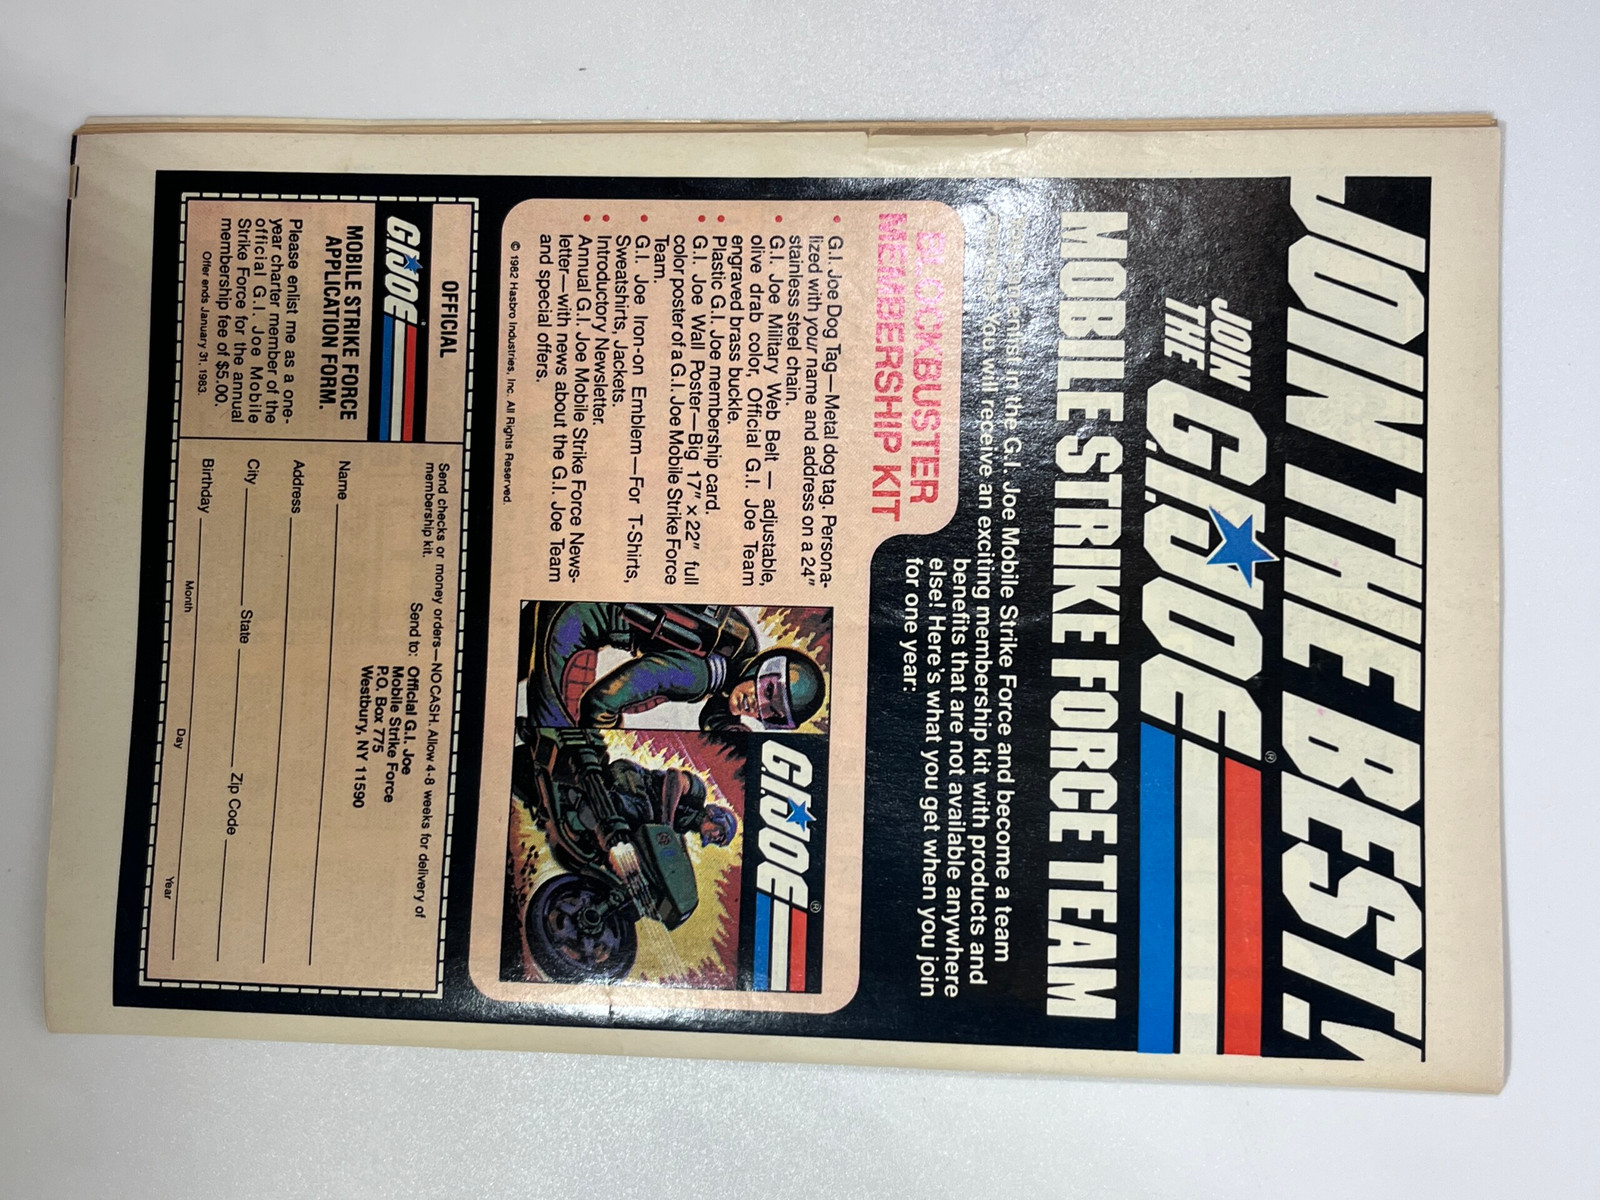 JOIN THE BEST!
JOIN
THE
G.I. JOE®
MOBILE STRIKE FORCE TEAM
enlist in the G.I. Joe Mobile Strike Force and become a team
You will receive an exciting membership kit with products and
benefits that are not available anywhere
else! Here's what you get when you join
for one year:
BLOCKBUSTER
MEMBERSHIP KIT
• G.I. Joe Dog Tag—Metal dog tag. Persona-
lized with your name and address on a 24"
stainless steel chain.
• G.I. Joe Military Web Belt — adjustable,
olive drab color, Official G.I. Joe Team
engraved brass buckle.
• Plastic G.I. Joe membership card.
• G.I. Joe Wall Poster—Big 17" x 22" full
color poster of a G.I. Joe Mobile Strike Force
Team.
• G.I. Joe Iron-on Emblem—For T-Shirts,
Sweatshirts, Jackets.
• Introductory Newsletter.
• Annual G.I. Joe Mobile Strike Force News-
letter—with news about the G.I. Joe Team
and special offers.
G.I. JOE®
© 1982 Hasbro Industries, Inc. All Rights Reserved.
OFFICIAL
G.I. JOE
MOBILE STRIKE FORCE
APPLICATION FORM.
Please enlist me as a one-
year charter member of the
official G.I. Joe Mobile
Strike Force for the annual
membership fee of $5.00.
Offer ends January 31, 1983.
Send checks or money orders—NO CASH. Allow 4-8 weeks for delivery of
membership kit.
Send to: Official G.I. Joe
Mobile Strike Force
P.O. Box 775
Westbury, NY 11590
Name
Address
City State Zip Code
Birthday
Month Day Year